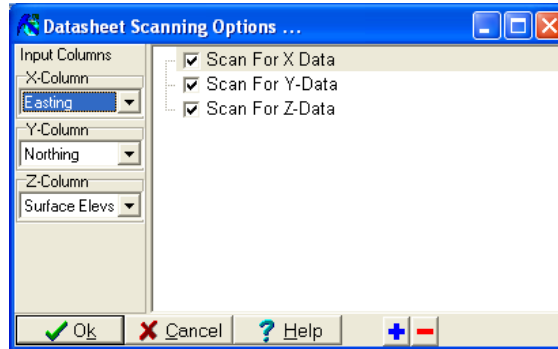 Datasheet Scanning Options ...
Input Columns
X-Column
Easting
Y-Column
Northing
Z-Column
Surface Elevs
Scan For X Data
Scan For Y-Data
Scan For Z-Data
Ok
Cancel
? Help